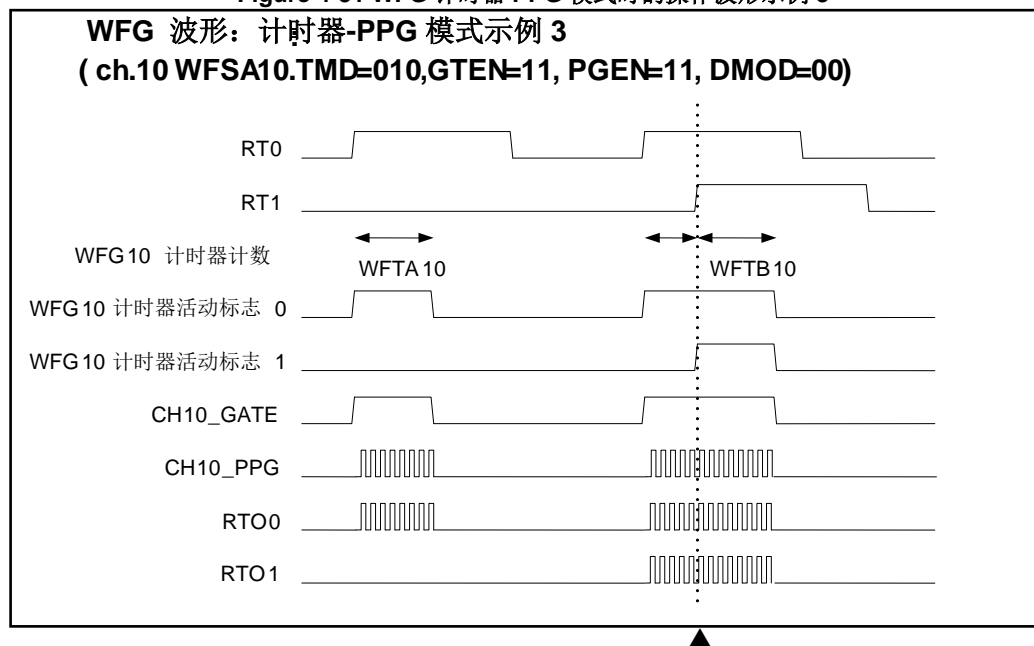 WFG 波形：计时器-PPG 模式示例 3
( ch.10 WFSA10.TMD=010,GTEN=11, PGEN=11, DMOD=00)
RT0
RT1
WFG10 计时器计数
WFTA10
WFTB10
WFG10 计时器活动标志 0
WFG10 计时器活动标志 1
CH10_GATE
CH10_PPG
RTO0
RTO1